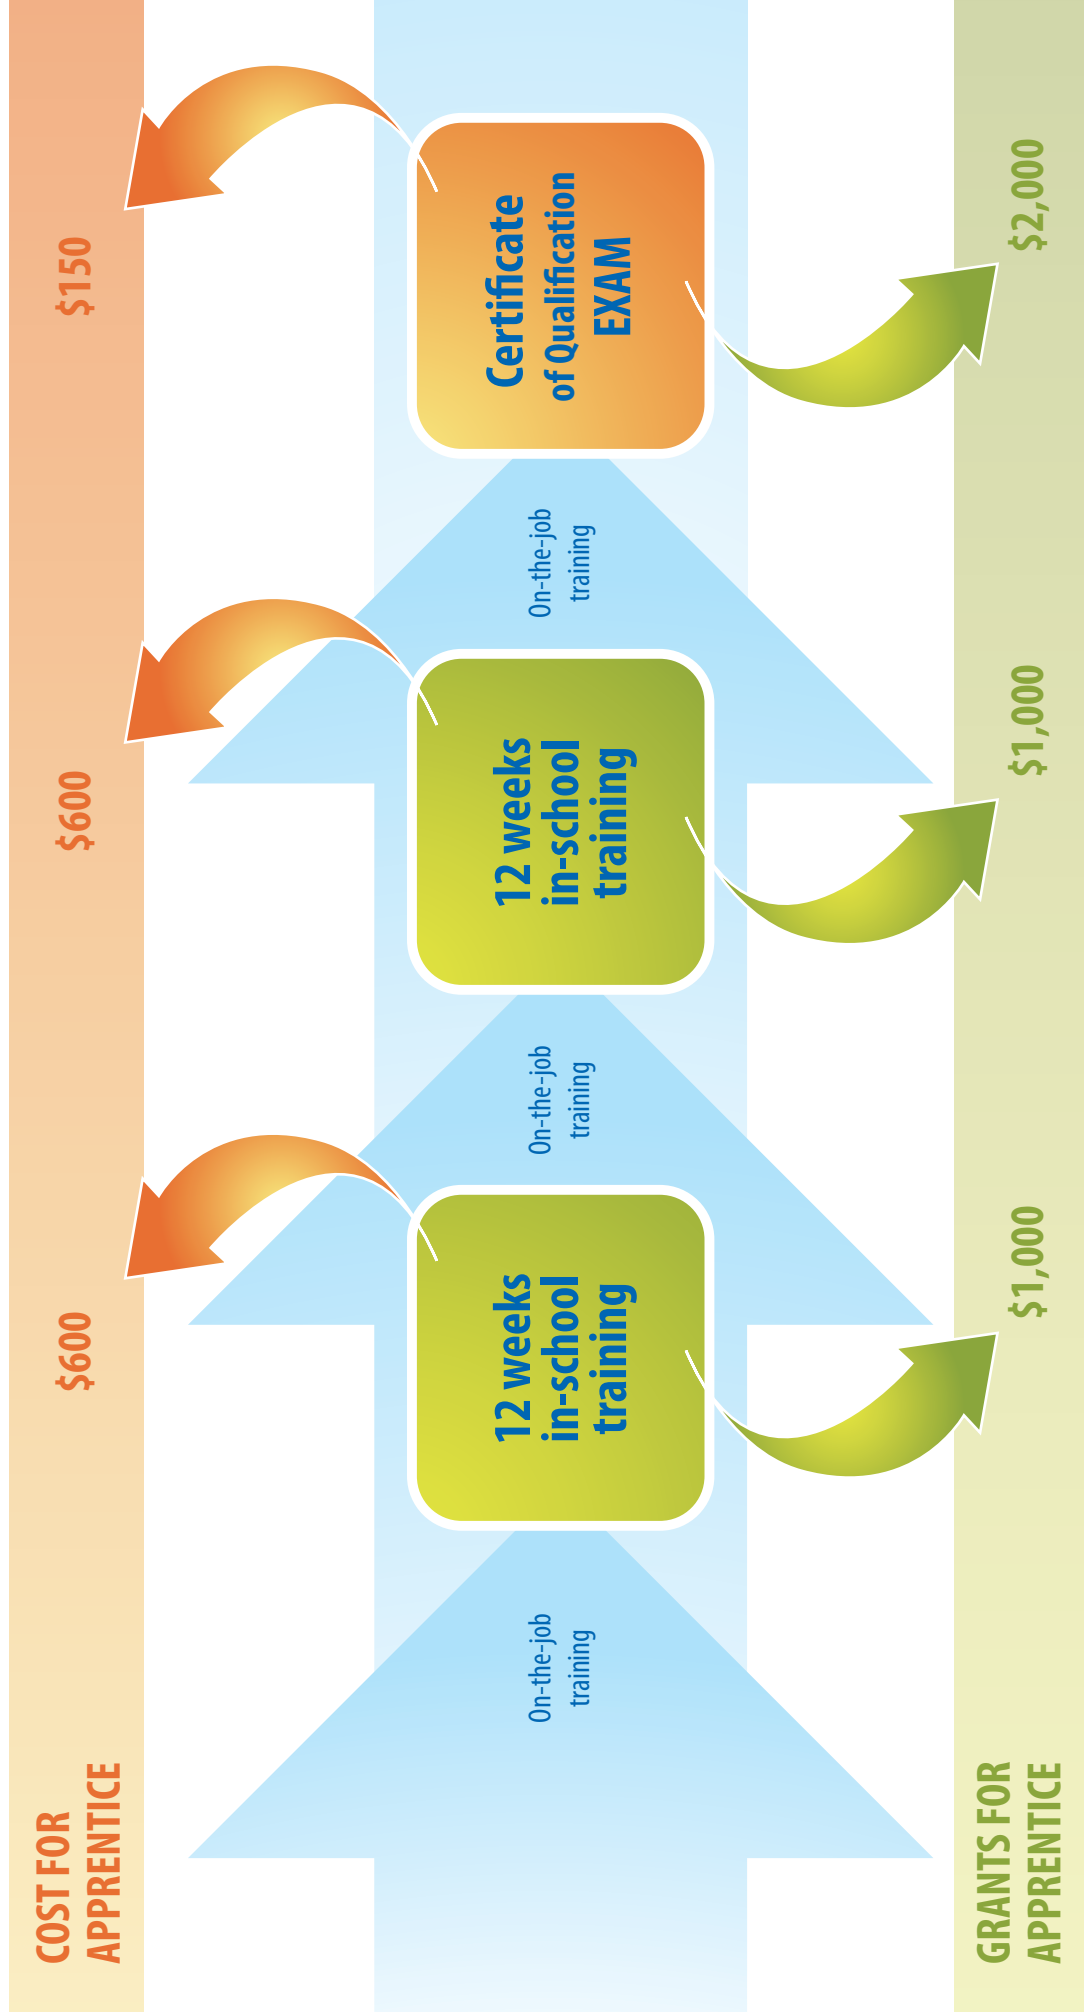 COST FOR
APPRENTICE
$600
$600
$150
On-the-job
training
12 weeks
in-school
training
On-the-job
training
12 weeks
in-school
training
On-the-job
training
Certificate
of Qualification
EXAM
GRANTS FOR
APPRENTICE
$1,000
$1,000
$2,000